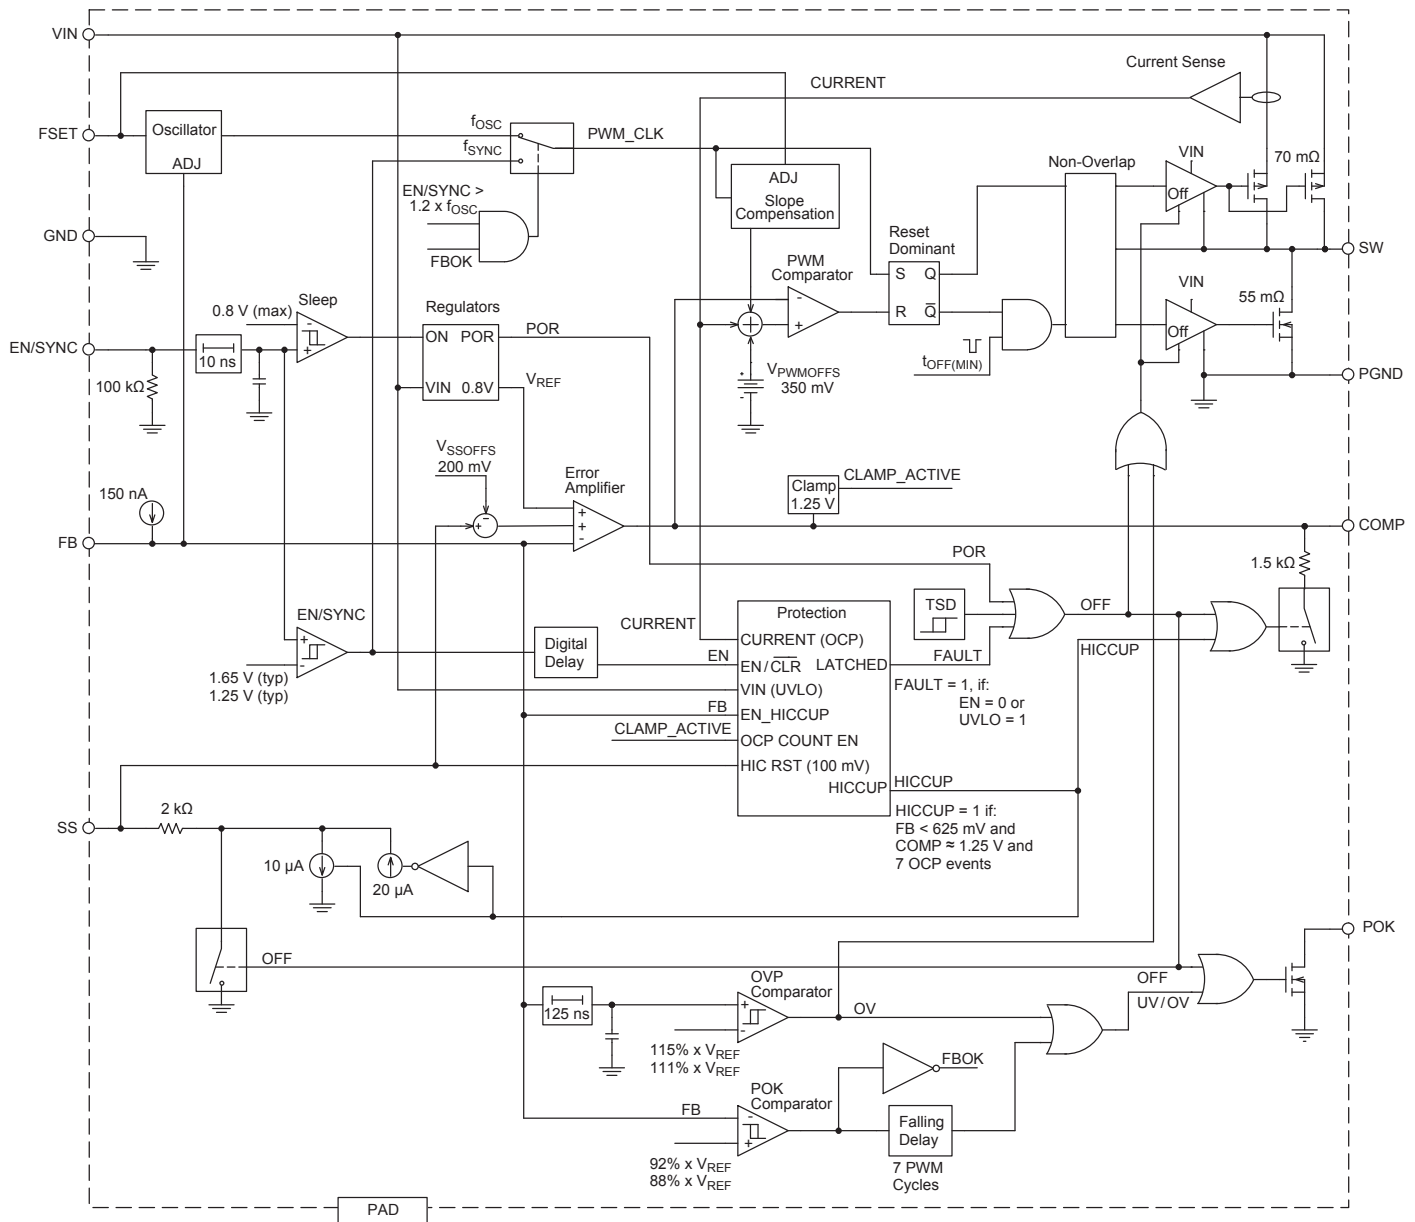 VIN
Current Sense
CURRENT
FSET
Oscillator
ADJ
fOSC
fSYNC
PWM_CLK
EN/SYNC >
1.2 x fOSC
FBOK
ADJ
Slope
Compensation
Non-Overlap
VIN
Off
70 mΩ
GND
Reset
Dominant
S Q
R Q̅
SW
PWM
Comparator
-
+
Sleep
0.8 V (max)
-
+
Regulators
ON POR
VIN 0.8V
POR
VREF
VIN
Off
55 mΩ
EN/SYNC
10 ns
100 kΩ
+
-
VPWMOFFS
350 mV
tOFF(MIN)
PGND
VSSOFFS
200 mV
-
+
Error
Amplifier
+
+
-
Clamp
1.25 V
CLAMP_ACTIVE
150 nA
FB
COMP
1.5 kΩ
POR
TSD
OFF
EN/SYNC
+
-
1.65 V (typ)
1.25 V (typ)
Digital
Delay
CURRENT
EN
FB
CLAMP_ACTIVE
Protection
CURRENT (OCP)
EN/C̅L̅R̅
LATCHED
VIN (UVLO)
EN_HICCUP
OCP COUNT EN
HIC RST (100 mV)
HICCUP
FAULT
FAULT = 1, if:
EN = 0 or
UVLO = 1
HICCUP
HICCUP
HICCUP = 1 if:
FB < 625 mV and
COMP ≈ 1.25 V and
7 OCP events
SS
2 kΩ
10 µA
20 µA
OFF
POK
OFF
UV/OV
OVP
Comparator
+
-
125 ns
115% x VREF
111% x VREF
OV
FBOK
POK
Comparator
FB
-
+
92% x VREF
88% x VREF
Falling
Delay
7 PWM
Cycles
PAD